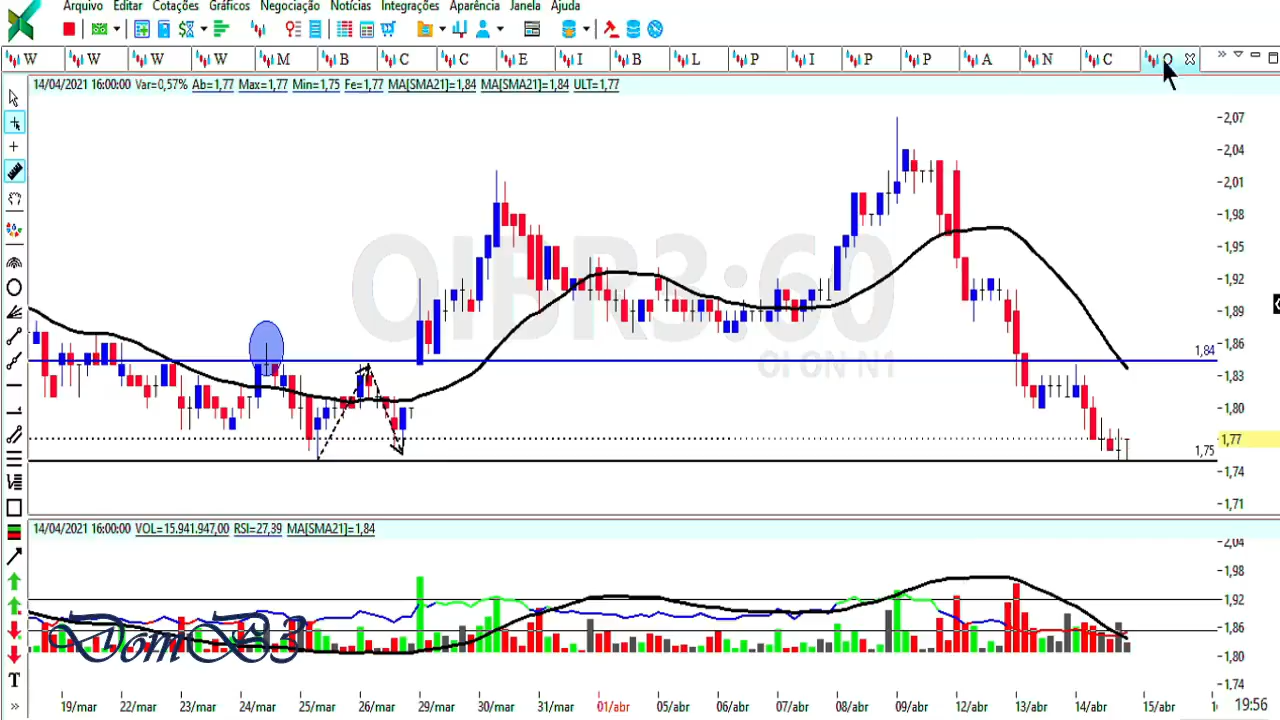 Arquivo Editar Cotações Gráficos Negociação Notícias Integrações Aparência Janela Ajuda
W W W W M B C C E I B L P I P P A N C O
14/04/2021 16:00:00 Var=0,57% Ab=1,77 Max=1,77 Min=1,75 Fe=1,77 MA[SMA21]=1,84 MA[SMA21]=1,84 ULT=1,77
2,07
2,04
2,01
1,98
1,95
1,92
1,89
1,86
1,84
1,83
1,80
1,77
1,75
1,74
1,71
OIBR3:60
OI ON N1
14/04/2021 16:00:00 VOL=15.941.947,00 RSI=27,39 MA[SMA21]=1,84
2,04
1,98
1,92
1,86
1,80
1,74
DomB3
T
19/mar 22/mar 23/mar 24/mar 25/mar 26/mar 29/mar 30/mar 31/mar 01/abr 05/abr 06/abr 07/abr 08/abr 09/abr 12/abr 13/abr 14/abr 15/abr
19:56